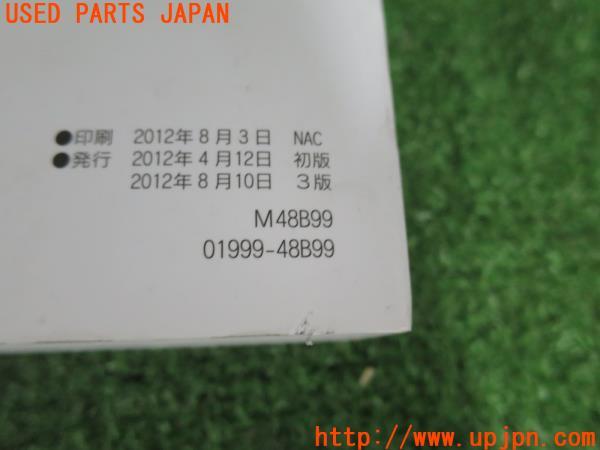 USED PARTS JAPAN
●印刷 2012年8月3日 NAC
●発行 2012年4月12日 初版
2012年8月10日 3版
M48B99
01999-48B99
http://www.upjpn.com